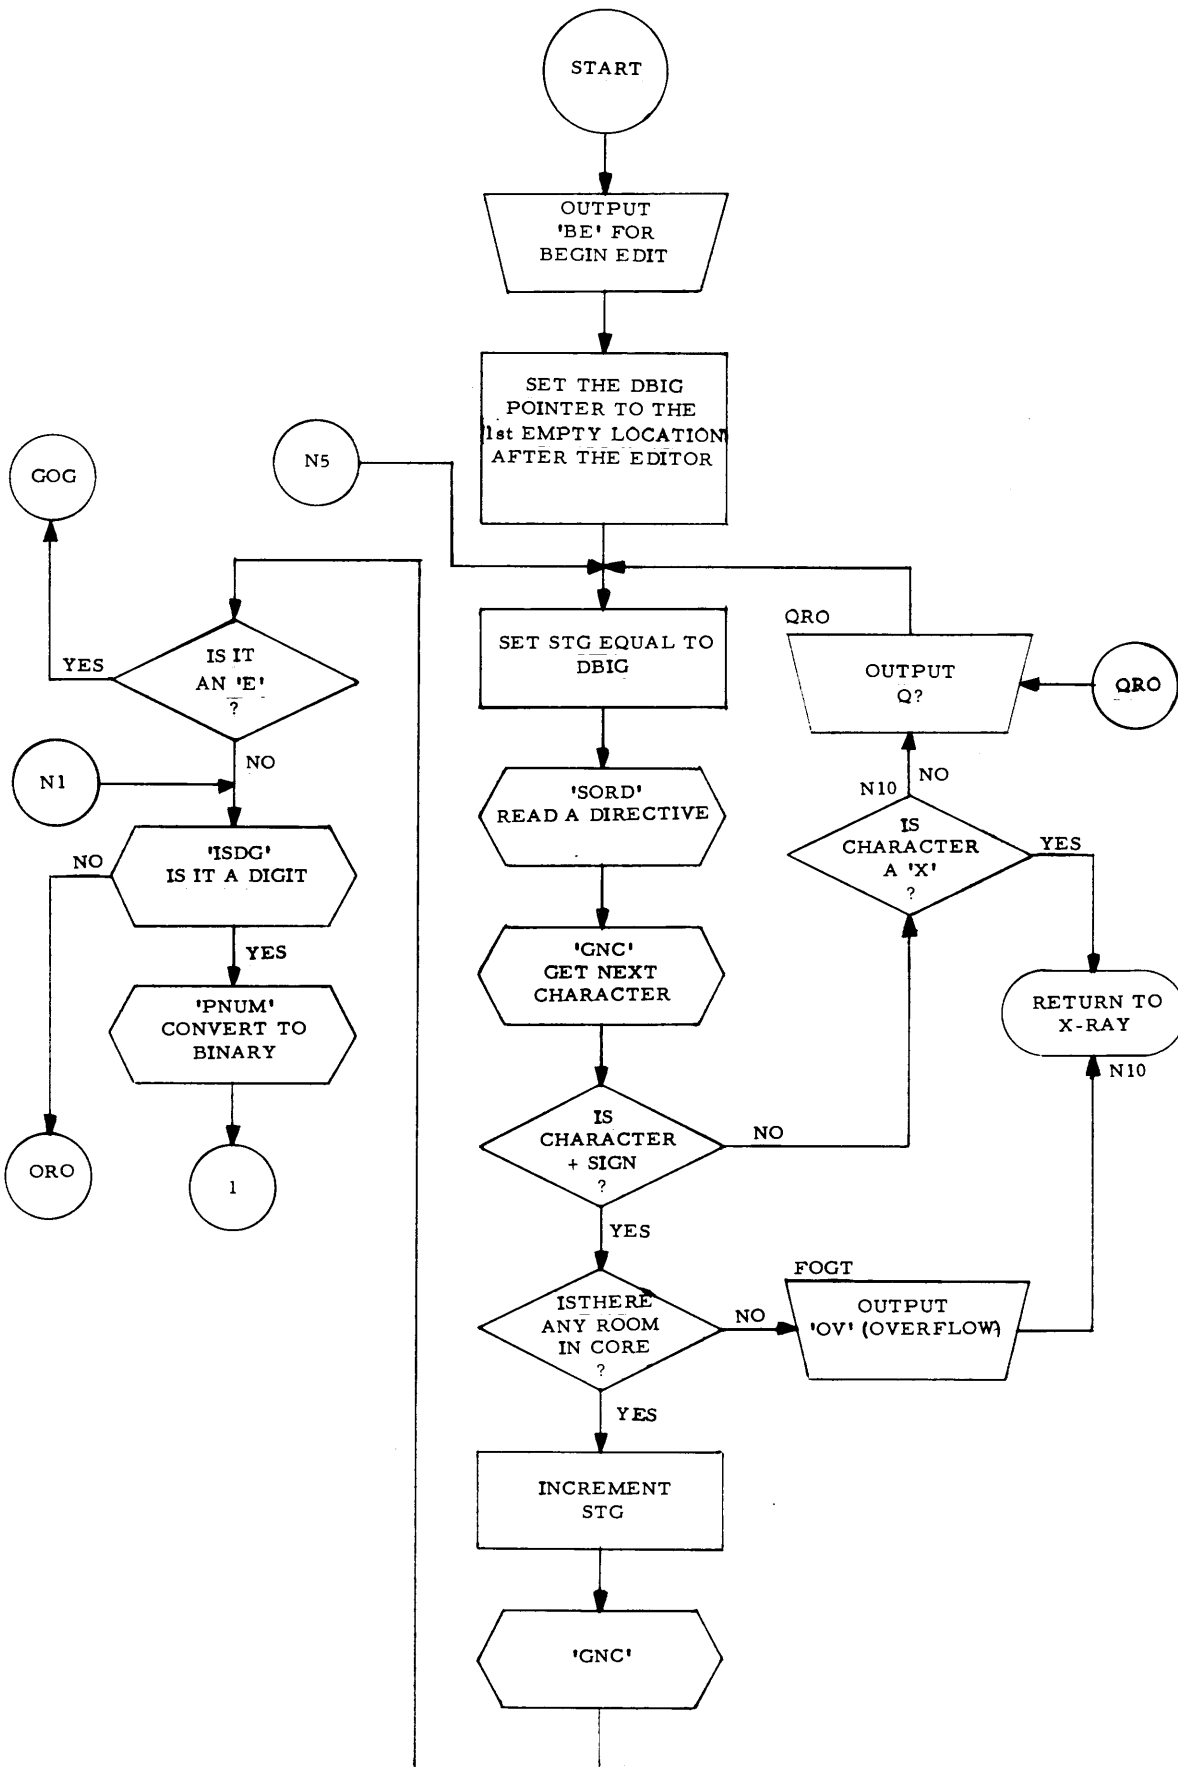 START
OUTPUT
'BE' FOR
BEGIN EDIT
SET THE DBIG
POINTER TO THE
1st EMPTY LOCATION
AFTER THE EDITOR
N5
GOG
SET STG EQUAL TO
DBIG
QRO
OUTPUT
Q?
QRO
YES
IS IT
AN 'E'
?
NO
N1
'SORD'
READ A DIRECTIVE
N10
NO
IS
CHARACTER
A 'X'
?
YES
NO
'ISDG'
IS IT A DIGIT
YES
'GNC'
GET NEXT
CHARACTER
'PNUM'
CONVERT TO
BINARY
RETURN TO
X-RAY
N10
IS
CHARACTER
+ SIGN
?
NO
YES
ORO
1
ISTHERE
ANY ROOM
IN CORE
?
NO
FOGT
OUTPUT
'OV' (OVERFLOW)
YES
INCREMENT
STG
'GNC'